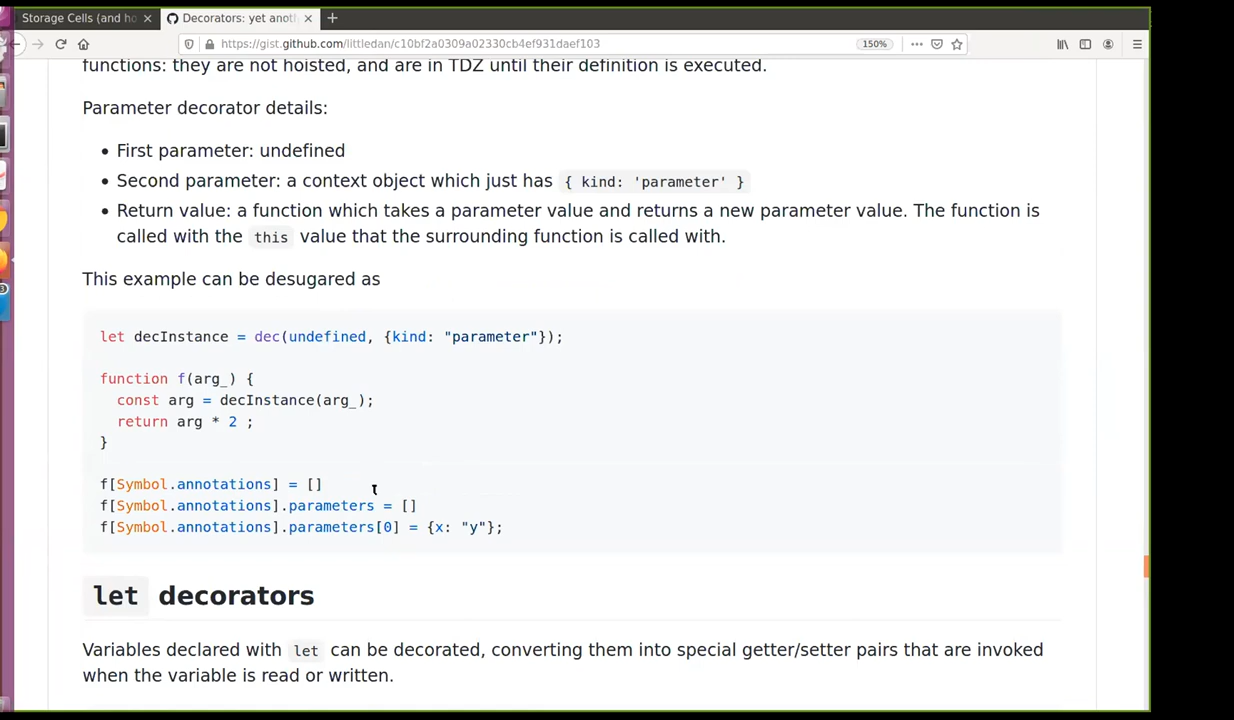 Storage Cells (and ho
Decorators: yet anoth
https://gist.github.com/littledan/c10bf2a0309a02330cb4ef931daef103
150%
functions: they are not hoisted, and are in TDZ until their definition is executed.
Parameter decorator details:
• First parameter: undefined
• Second parameter: a context object which just has { kind: 'parameter' }
• Return value: a function which takes a parameter value and returns a new parameter value. The function is
called with the this value that the surrounding function is called with.
This example can be desugared as
let decInstance = dec(undefined, {kind: "parameter"});
function f(arg_) {
const arg = decInstance(arg_);
return arg * 2 ;
}
f[Symbol.annotations] = []
f[Symbol.annotations].parameters = []
f[Symbol.annotations].parameters[0] = {x: "y"};
let decorators
Variables declared with let can be decorated, converting them into special getter/setter pairs that are invoked
when the variable is read or written.